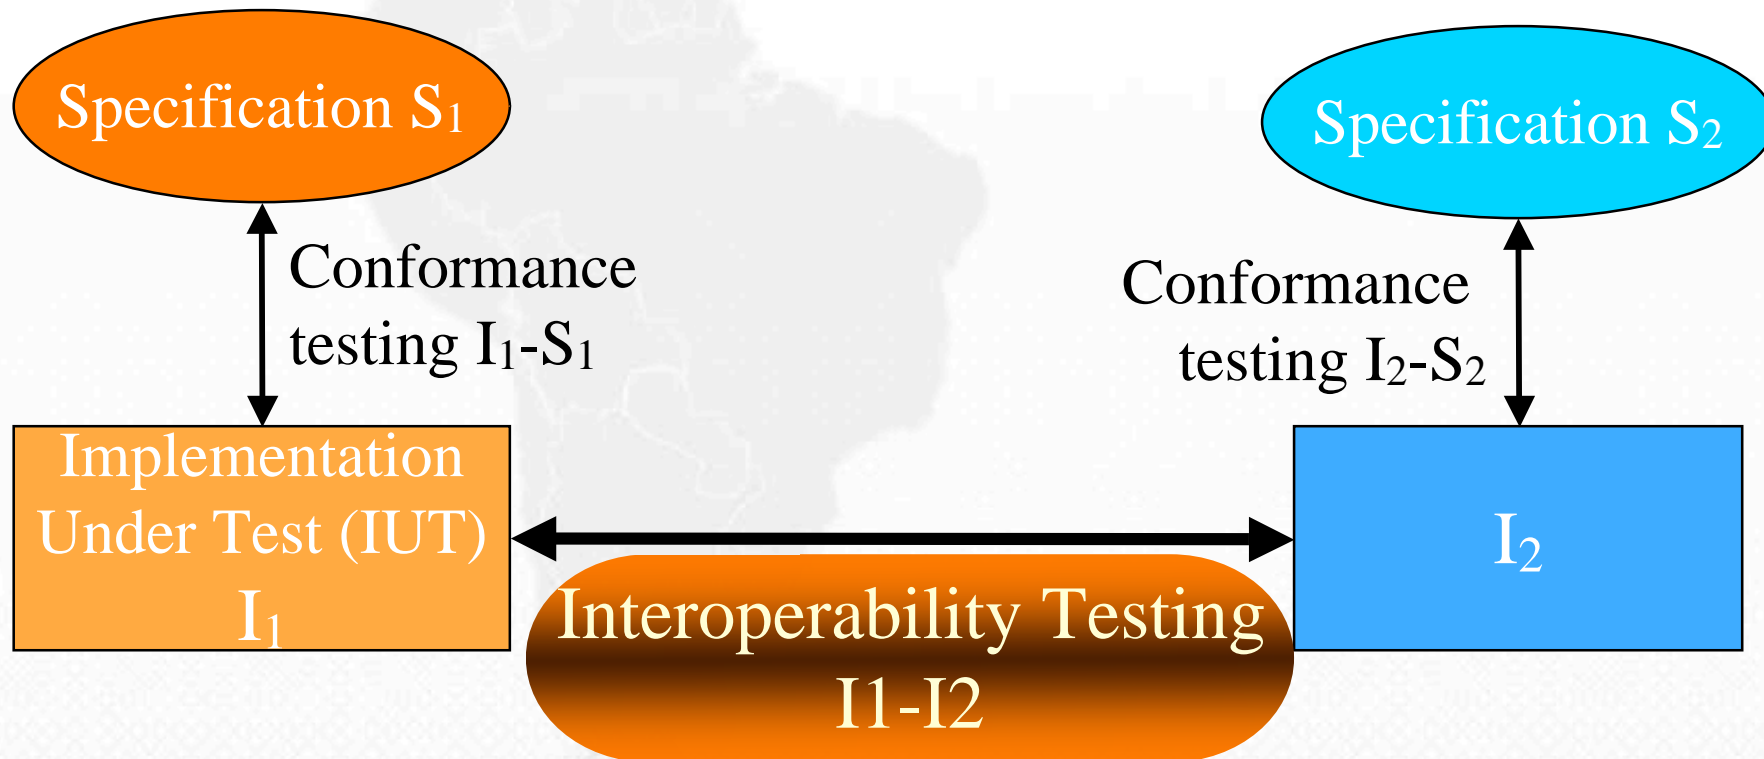 Specification S₁
Specification S₂
Conformance
testing I₁-S₁
Conformance
testing I₂-S₂
Implementation
Under Test (IUT)
I₁
I₂
Interoperability Testing
I1-I2